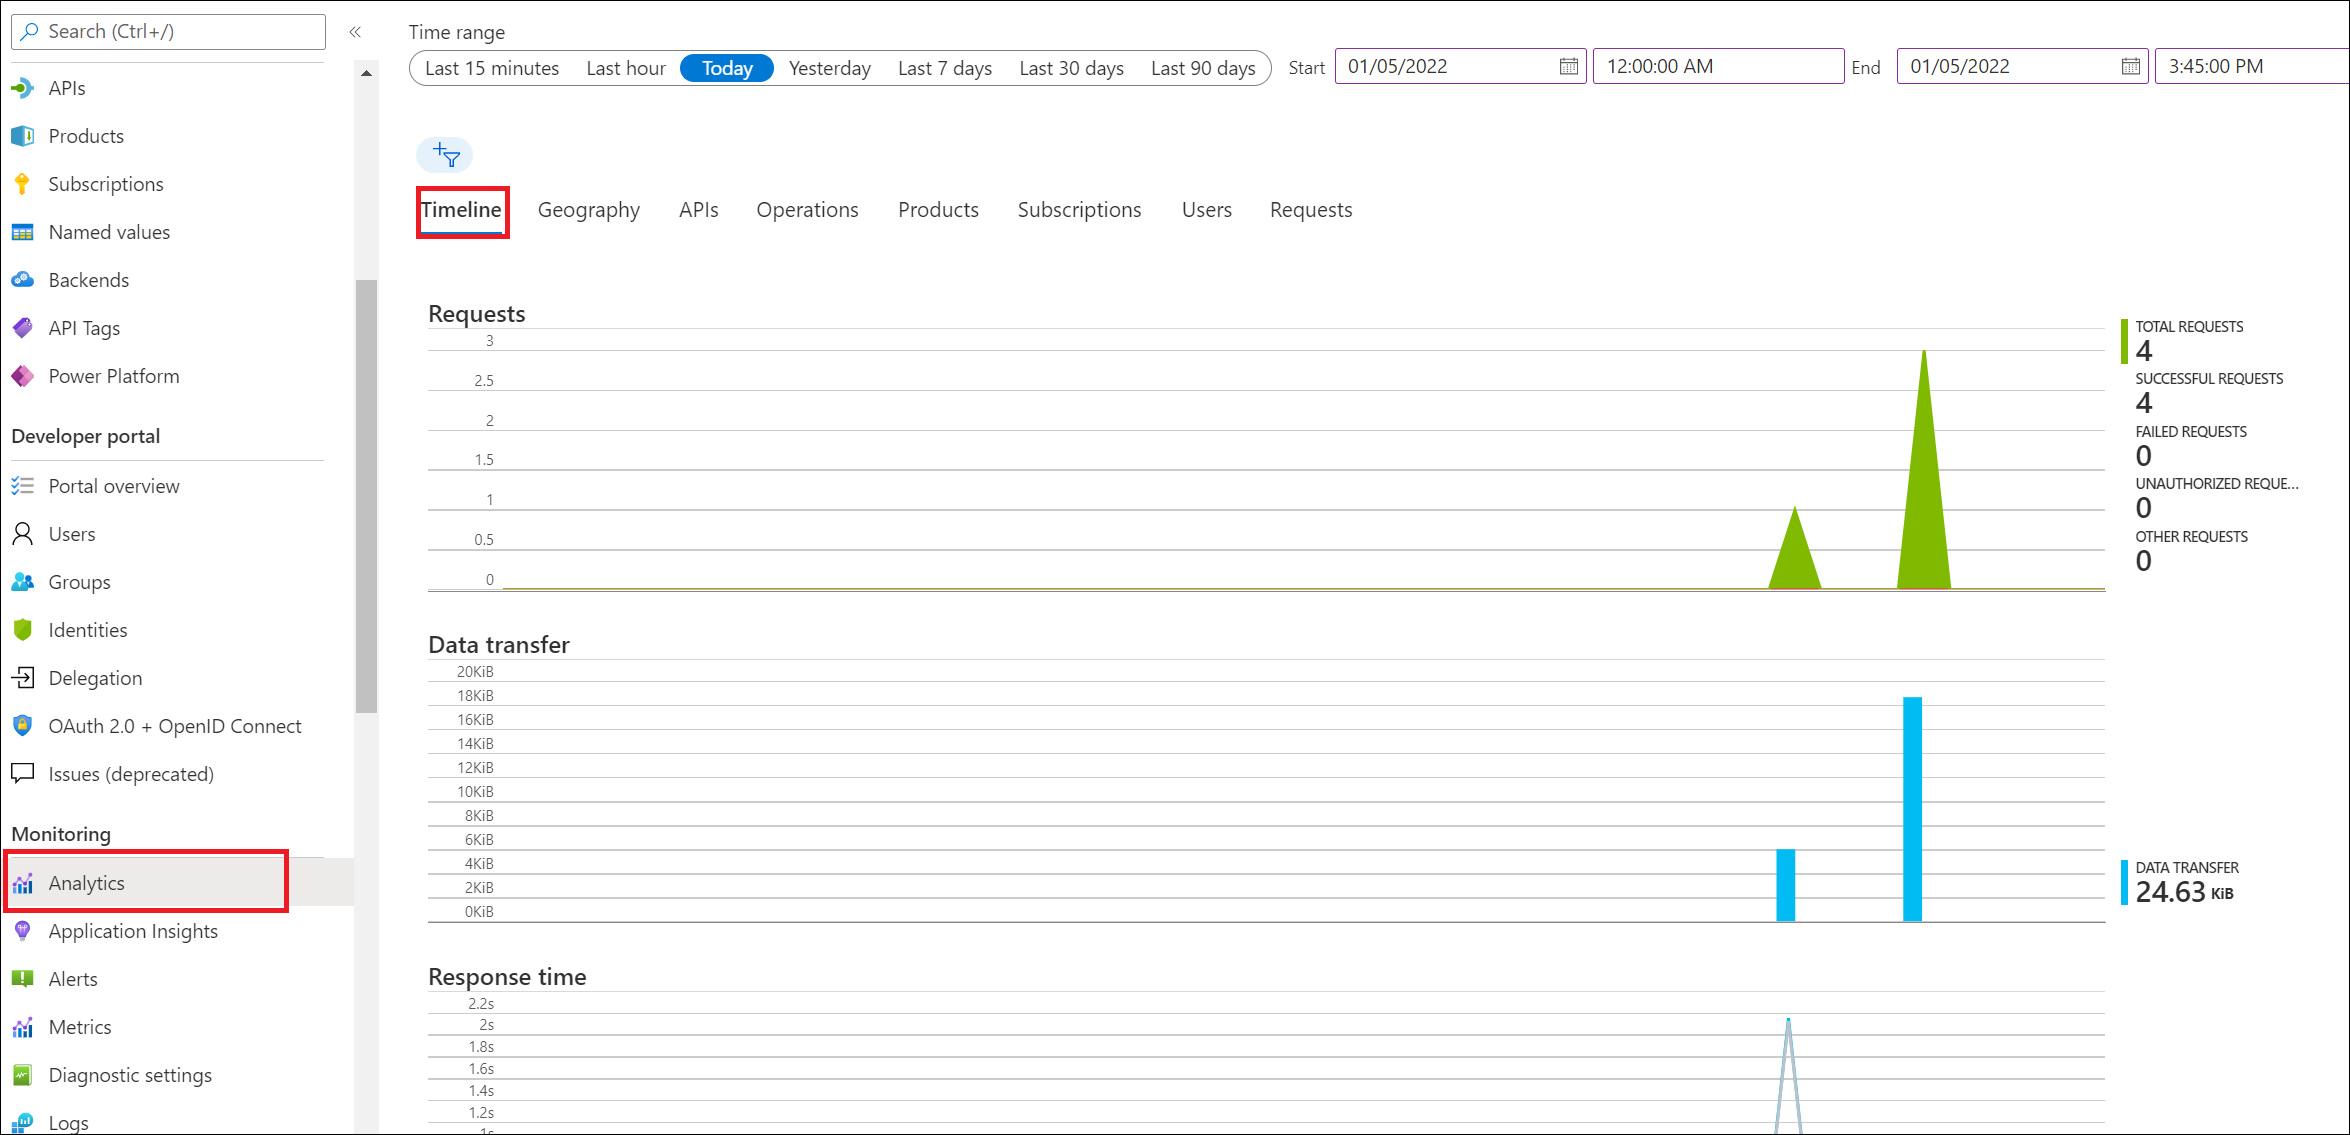 Search (Ctrl+/)
«
APIs
Products
Subscriptions
Named values
Backends
API Tags
Power Platform
Developer portal
Portal overview
Users
Groups
Identities
Delegation
OAuth 2.0 + OpenID Connect
Issues (deprecated)
Monitoring
Analytics
Application Insights
Alerts
Metrics
Diagnostic settings
Logs
Time range
Last 15 minutes Last hour Today Yesterday Last 7 days Last 30 days Last 90 days Start 01/05/2022 12:00:00 AM End 01/05/2022 3:45:00 PM
Timeline Geography APIs Operations Products Subscriptions Users Requests
Requests
3
2.5
2
1.5
1
0.5
0
TOTAL REQUESTS
4
SUCCESSFUL REQUESTS
4
FAILED REQUESTS
0
UNAUTHORIZED REQUE...
0
OTHER REQUESTS
0
Data transfer
20KiB
18KiB
16KiB
14KiB
12KiB
10KiB
8KiB
6KiB
4KiB
2KiB
0KiB
DATA TRANSFER
24.63 KiB
Response time
2.2s
2s
1.8s
1.6s
1.4s
1.2s
1s